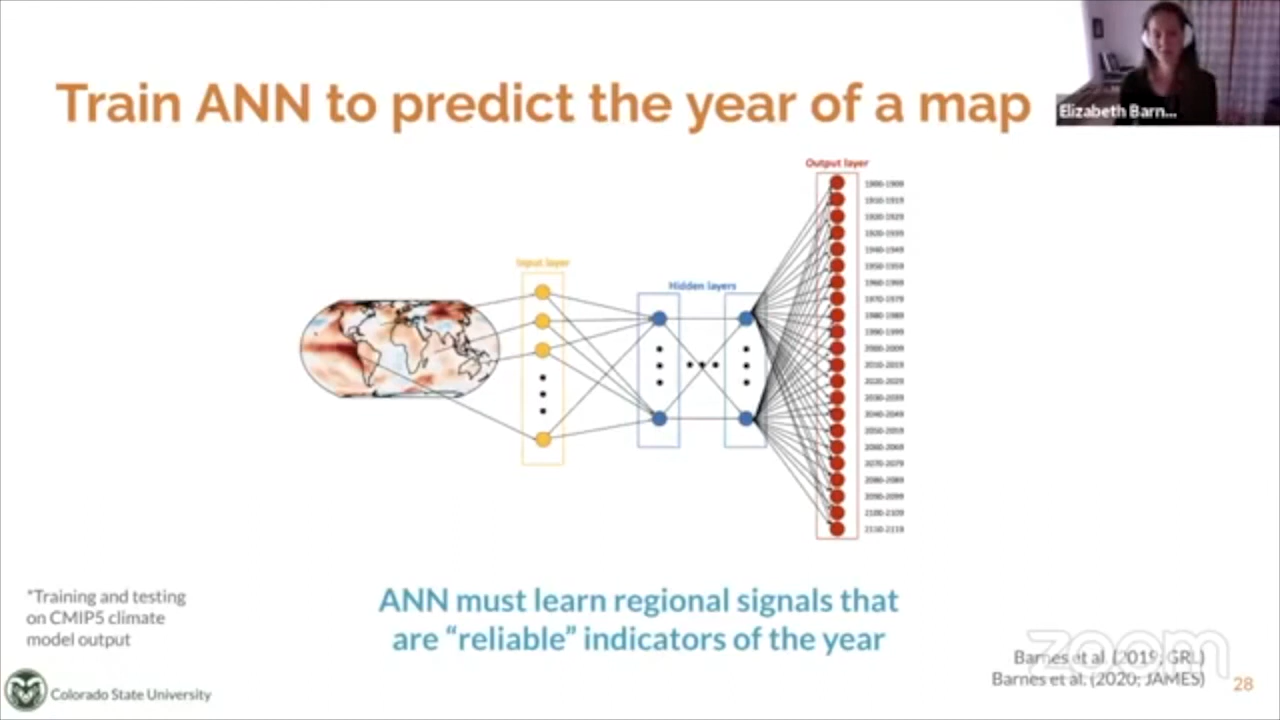 Train ANN to predict the year of a map
Elizabeth Barn...
Output layer
Input layer
Hidden layers
1900-1909
1910-1919
1920-1929
1930-1939
1940-1949
1950-1959
1960-1969
1970-1979
1980-1989
1990-1999
2000-2009
2010-2019
2020-2029
2030-2039
2040-2049
2050-2059
2060-2069
2070-2079
2080-2089
2090-2099
2100-2109
2110-2119
*Training and testing
on CMIP5 climate
model output
ANN must learn regional signals that
are “reliable” indicators of the year
zoom
Barnes et al. (2019; GRL)
Barnes et al. (2020; JAMES)
Colorado State University
28